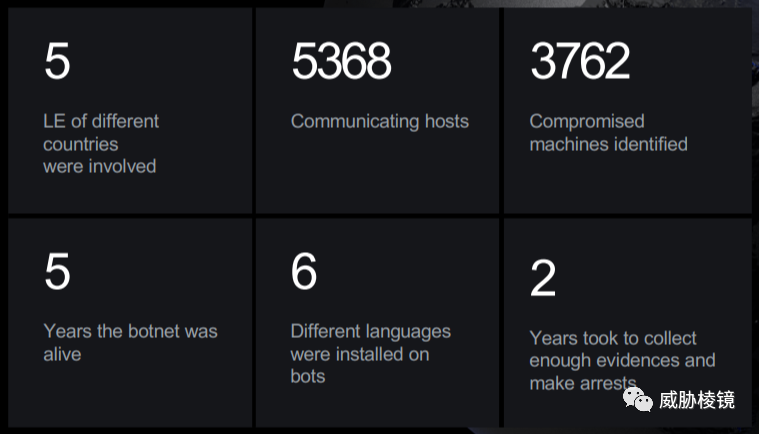 5
LE of different
countries
were involved
5368
Communicating hosts
3762
Compromised
machines identified
5
Years the botnet was
alive
6
Different languages
were installed on
bots
2
Years took to collect
enough evidences and
make arrests
威胁棱镜